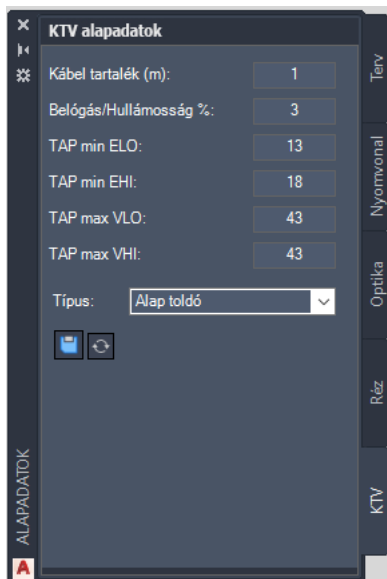 KTV alapadatok
Kábel tartalék (m): 1
Belógás/Hullámosság %: 3
TAP min ELO: 13
TAP min EHI: 18
TAP max VLO: 43
TAP max VHI: 43
Típus: Alap toldó
Terv
Nyomvonal
Optika
Réz
KTV
ALAPADATOK
A